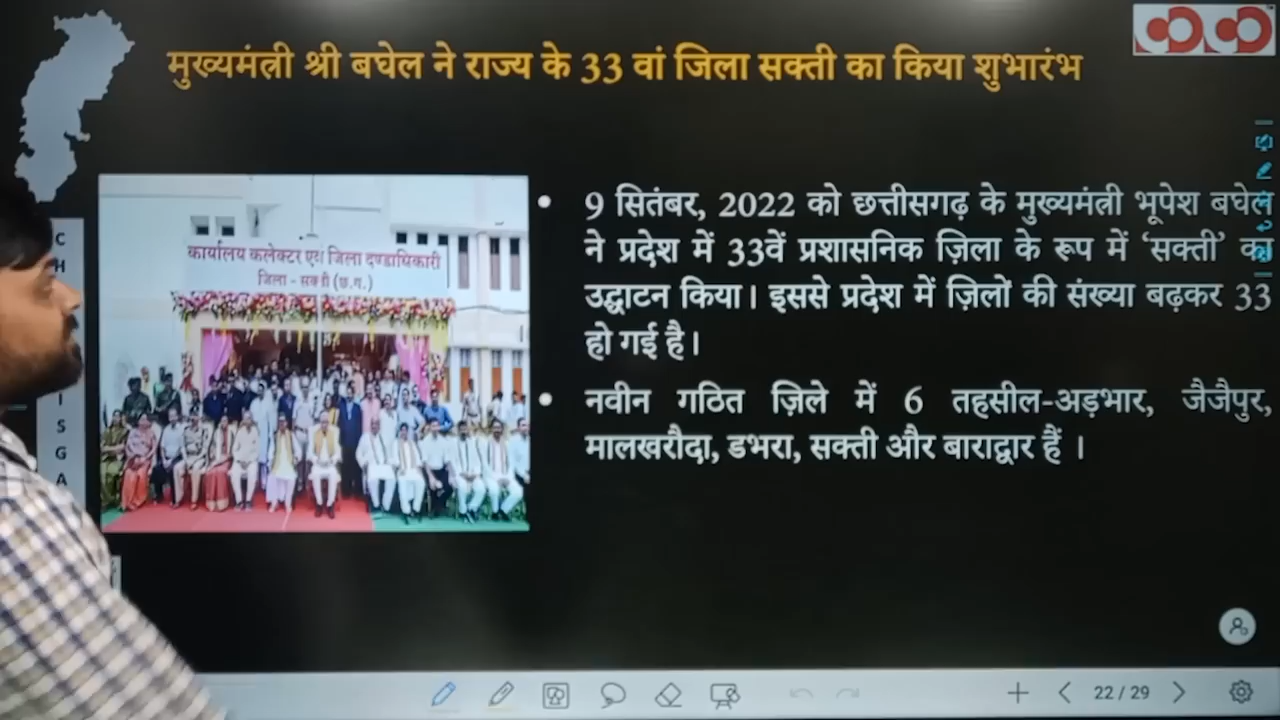 मुख्यमंत्री श्री बघेल ने राज्य के 33 वां जिला सक्ती का किया शुभारंभ
C
H
I
S
G
A
कार्यालय कलेक्टर एवं जिला दण्डाधिकारी
जिला - सक्ती (छ.ग.)
• 9 सितंबर, 2022 को छत्तीसगढ़ के मुख्यमंत्री भूपेश बघेल
ने प्रदेश में 33वें प्रशासनिक ज़िला के रूप में ‘सक्ती’ का
उद्घाटन किया। इससे प्रदेश में ज़िलों की संख्या बढ़कर 33
हो गई है।
• नवीन गठित ज़िले में 6 तहसील-अड़भार, जैजैपुर,
मालखरौदा, डभरा, सक्ती और बाराद्वार हैं ।
22 / 29